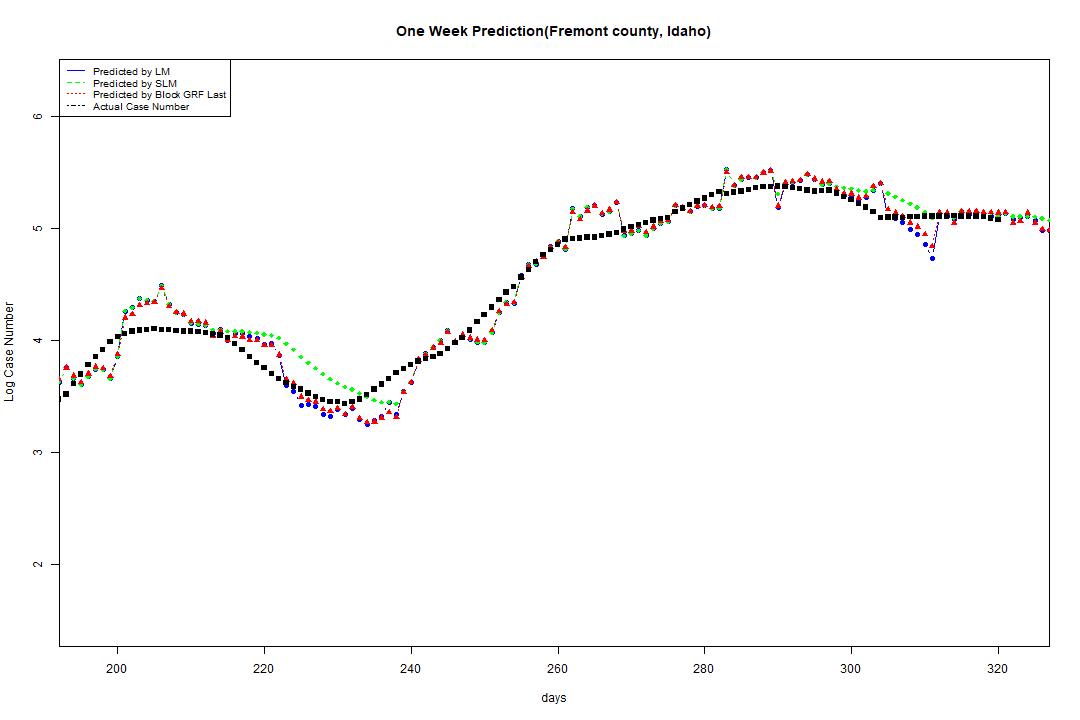 One Week Prediction(Fremont county, Idaho)
Predicted by LM
Predicted by SLM
Predicted by Block GRF Last
Actual Case Number
6
5
4
3
2
Log Case Number
200 220 240 260 280 300 320
days